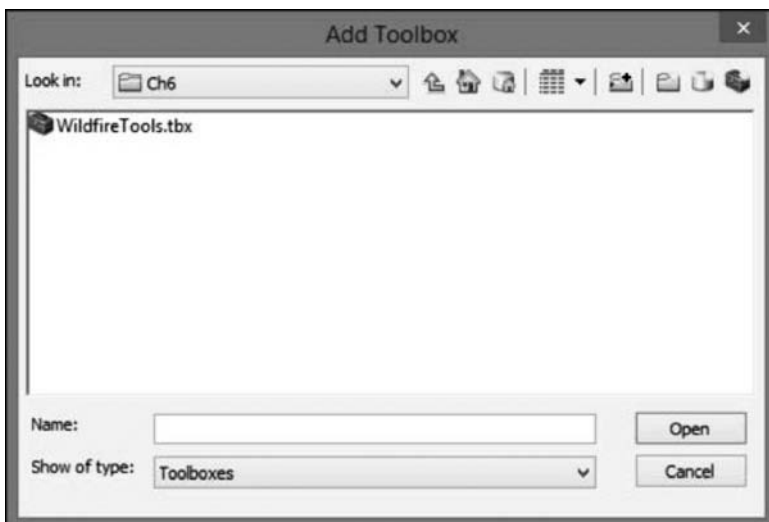 Add Toolbox
Look in:
Ch6
WildfireTools.tbx
Name:
Open
Show of type:
Toolboxes
Cancel